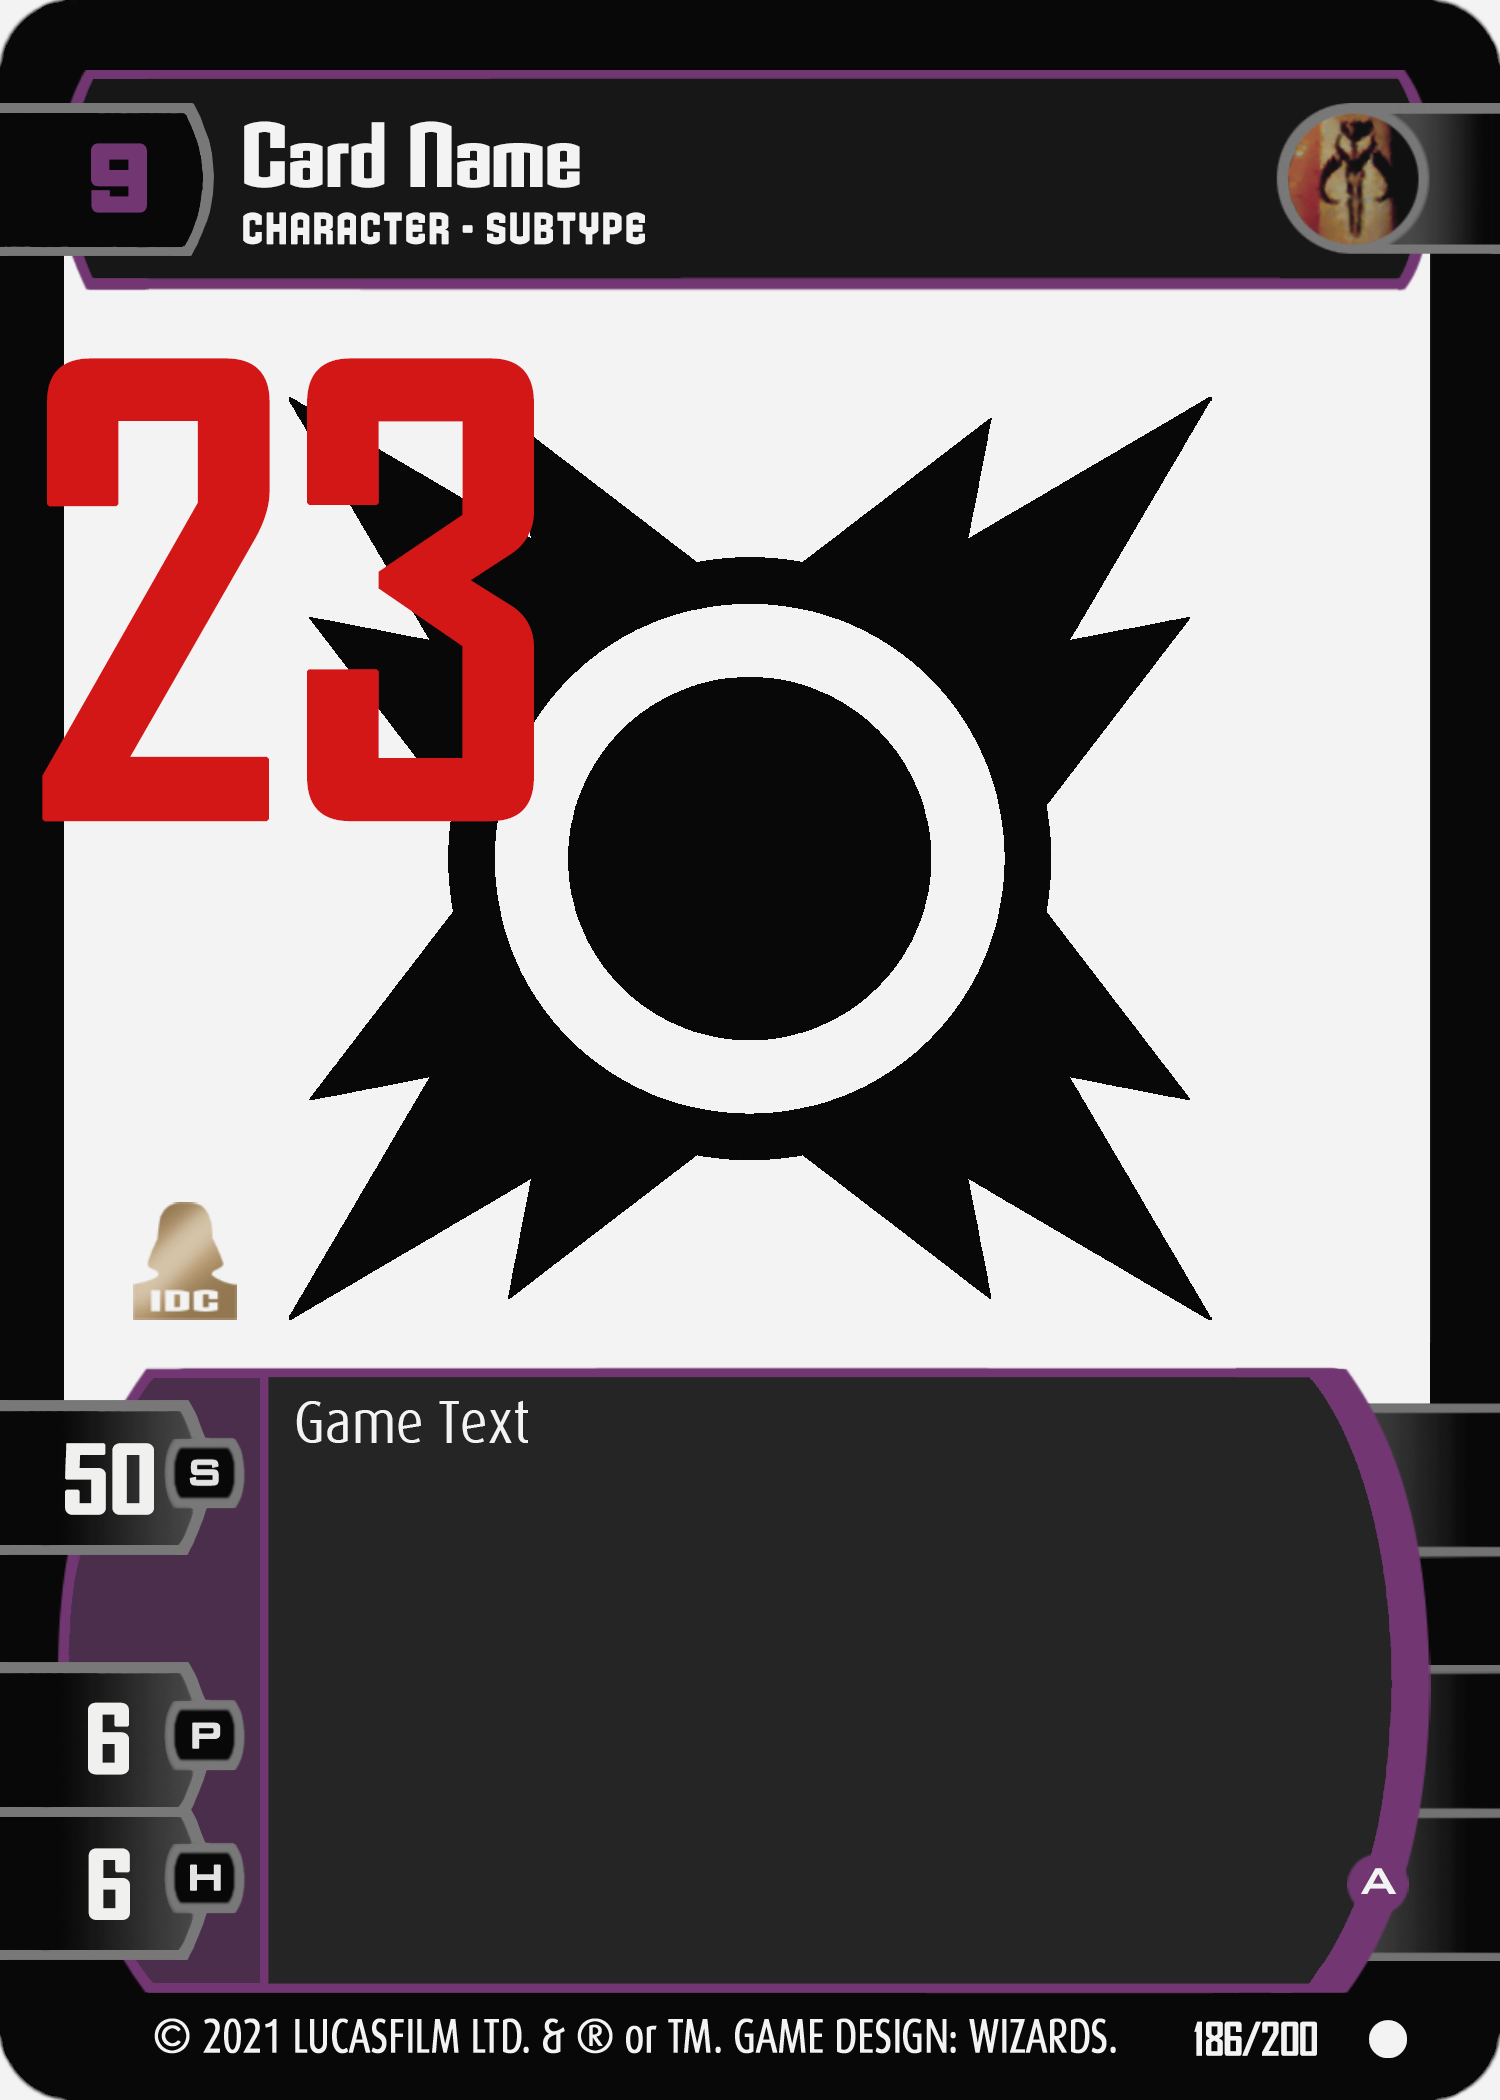 9
Card Name
CHARACTER - SUBTYPE
23
IDC
50 S
Game Text
6 P
6 H
A
© 2021 LUCASFILM LTD. & ® or TM. GAME DESIGN: WIZARDS. 186/200